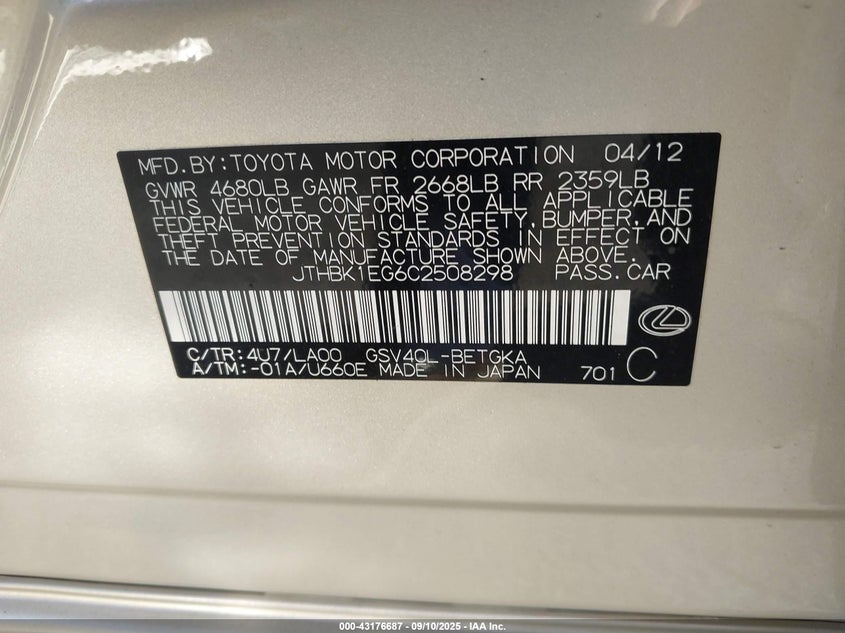 MFD.BY:TOYOTA MOTOR CORPORATION 04/12
GVWR 4680LB GAWR FR 2668LB RR 2359LB
THIS VEHICLE CONFORMS TO ALL APPLICABLE
FEDERAL MOTOR VEHICLE SAFETY,BUMPER,AND
THEFT PREVENTION STANDARDS IN EFFECT ON
THE DATE OF MANUFACTURE SHOWN ABOVE.
JTHBK1EG6C2508298 PASS.CAR
C/TR:4U7/LA00 GSV40L-BETGKA
A/TM:-01A/U660E MADE IN JAPAN 701 C
000-43176687 - 09/10/2025 - IAA Inc.